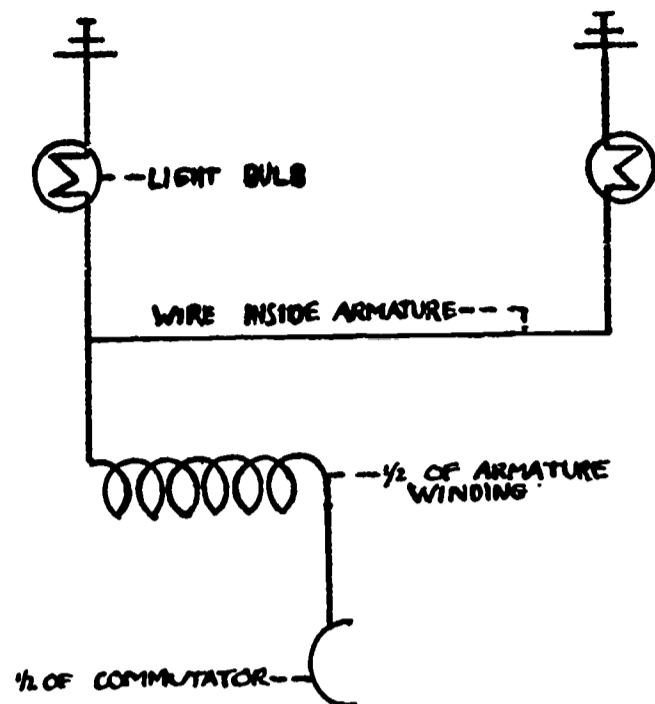 LIGHT BULB
WIRE INSIDE ARMATURE
1/2 OF ARMATURE
WINDING
1/2 OF COMMUTATOR